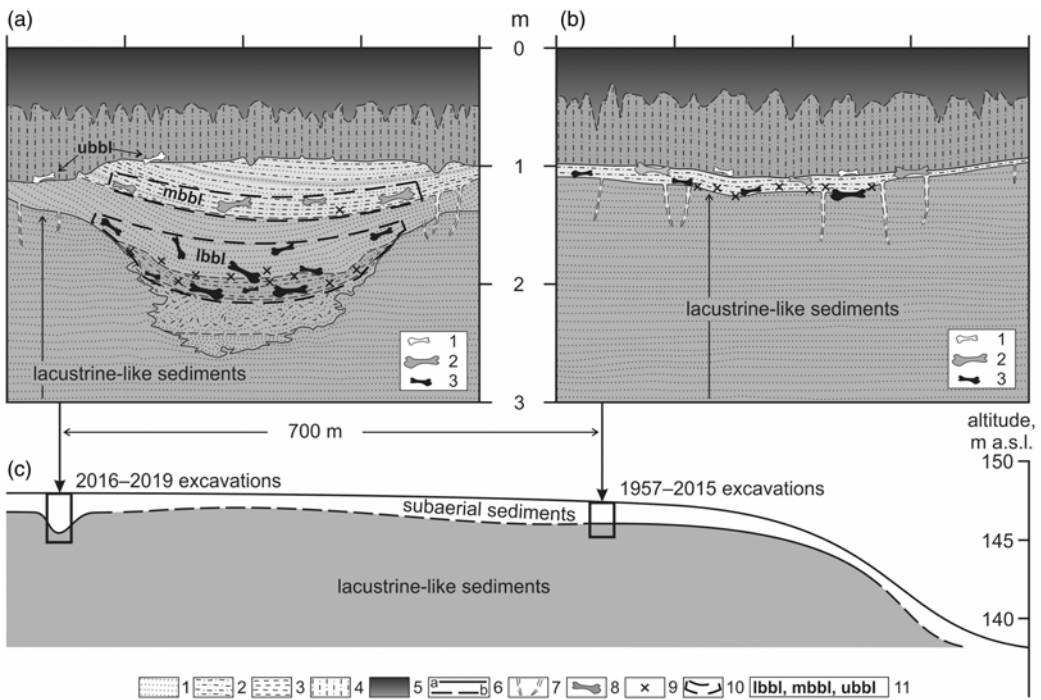 (a)
m
(b)
0
ubbl
1
mbbl
lbbl
2
lacustrine-like sediments
1
2
3
3
lacustrine-like sediments
1
2
3
700 m
altitude,
m a.s.l.
150
(c)
2016–2019 excavations
1957–2015 excavations
subaerial sediments
145
lacustrine-like sediments
140
1 2 3 4 5 a b 6 7 8 9 10 lbbl, mbbl, ubbl 11